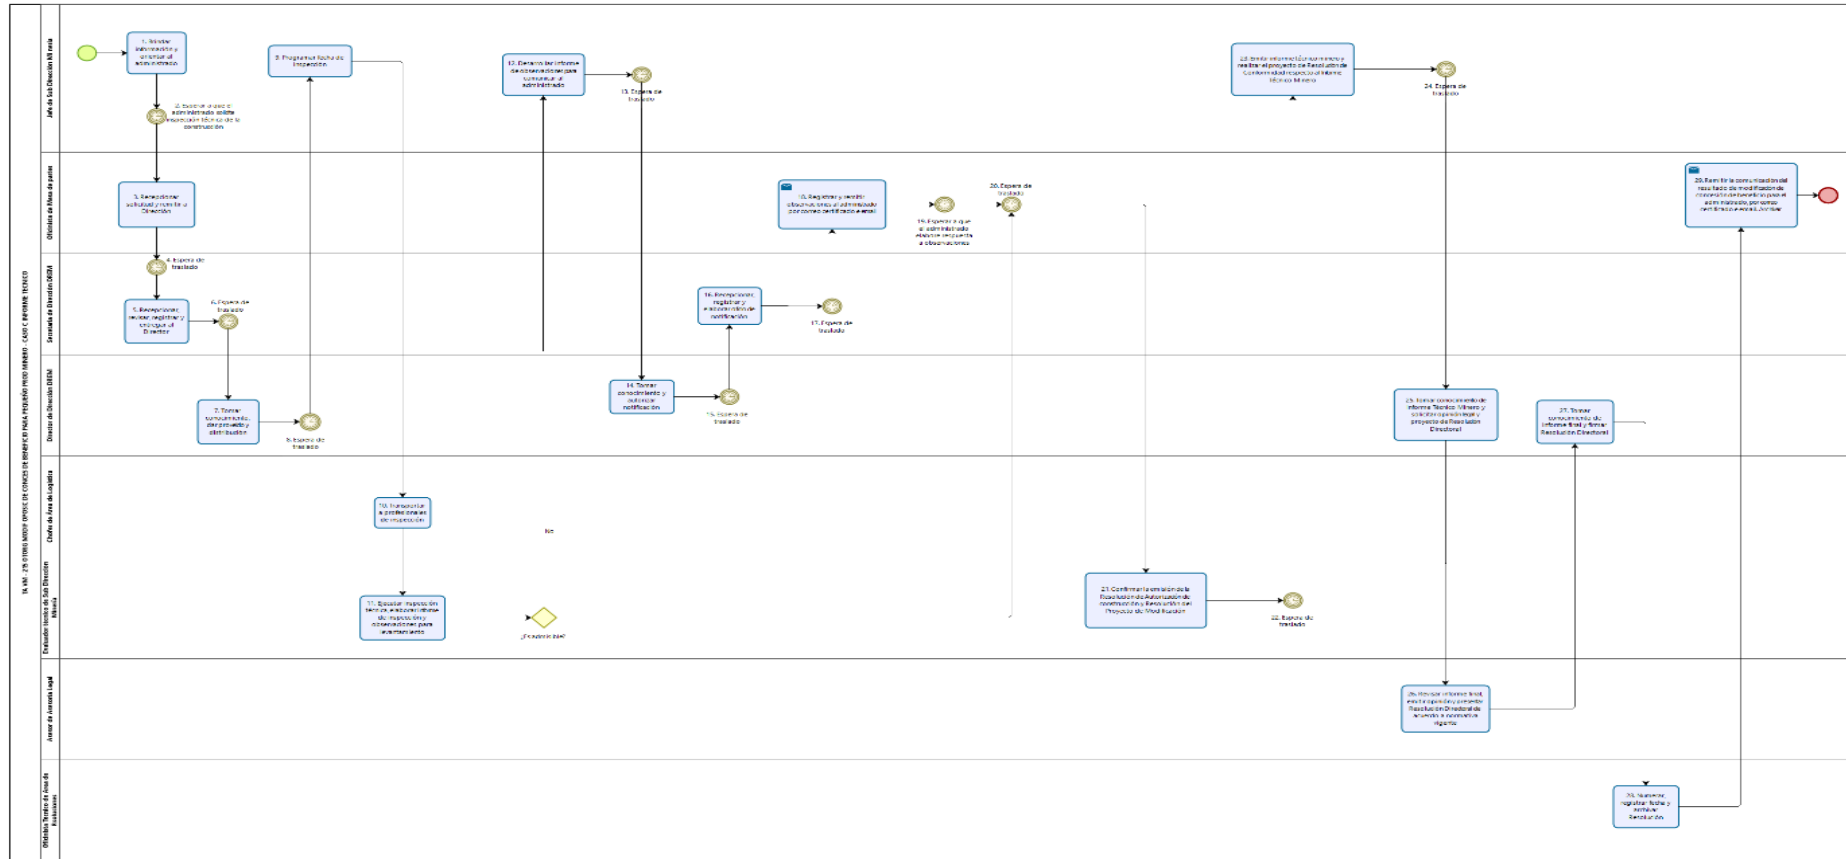 1. Brindar
información y
orientar al
administrado
2. Esperar a que el
administrado solicite
inspección técnica de la
construcción
3. Recepcionar
solicitud y remitir a
Dirección
4. Espera de
traslado
5. Recepcionar,
revisar, registrar y
entregar al
Director
6. Espera de
traslado
7. Tomar
conocimiento,
dar proveído y
distribución
8. Espera de
traslado
9. Programar fecha de
inspección
10. Transportar
a profesionales
de inspección
11. Ejecutar inspección
técnica, elaborar informe
de inspección y
observaciones para
levantamiento
¿Es admisible?
No
12. Desarrollar informe
de observaciones para
comunicar al
administrado
13. Espera de
traslado
14. Tomar
conocimiento y
autorizar
notificación
15. Espera de
traslado
16. Recepcionar,
registrar y
elaborar oficio de
notificación
17. Espera de
traslado
18. Registrar y remitir
observaciones al administrado
por correo certificado e email
19. Esperar a que
el administrado
elabore respuesta
a observaciones
20. Espera de
traslado
21. Confirmar la emisión de la
Resolución de Autorización de
construcción y Resolución del
Proyecto de Modificación
22. Espera de
traslado
23. Emitir informe técnico minero y
realizar el proyecto de Resolución de
Conformidad respecto al Informe
Técnico Minero
24. Espera de
traslado
25. Tomar conocimiento de
informe Técnico Minero y
solicitar opinión legal y
proyecto de Resolución
Directoral
26. Revisar informe final,
emitir opinión y presentar
Resolución Directoral de
acuerdo a normativa
vigente
27. Tomar
conocimiento de
informe final y firmar
Resolución Directoral
28. Numerar,
registrar fecha y
archivar
Resolución
29. Remitir la comunicación del
resultado de modificación de
concesión de beneficio para el
administrado, por correo
certificado e email. Archivar
Jefe de Sub Dirección Minería
Oficinista de Mesa de partes
Secretaria de Dirección DREM
Director de Dirección DREM
Chofer de Área de Logística
Evaluador técnico de Sub Dirección
Minería
Asesor de Asesoría Legal
Oficinista Técnico de Área de